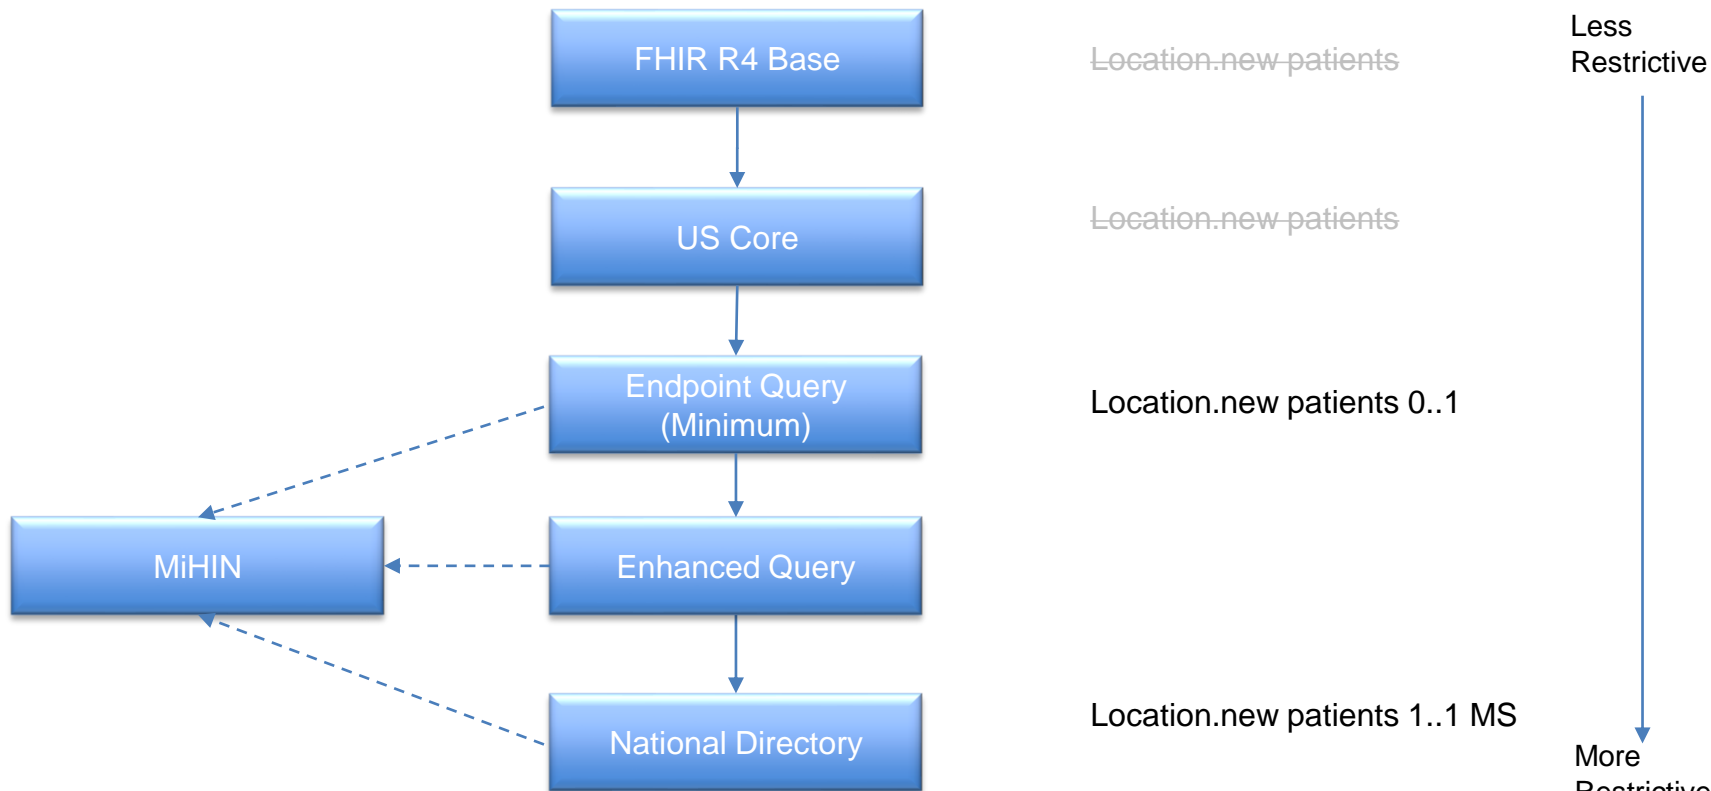 FHIR R4 Base
Location.new patients
Less
Restrictive
US Core
Location.new patients
Endpoint Query
(Minimum)
Location.new patients 0..1
MiHIN
Enhanced Query
National Directory
Location.new patients 1..1 MS
More
Restrictive